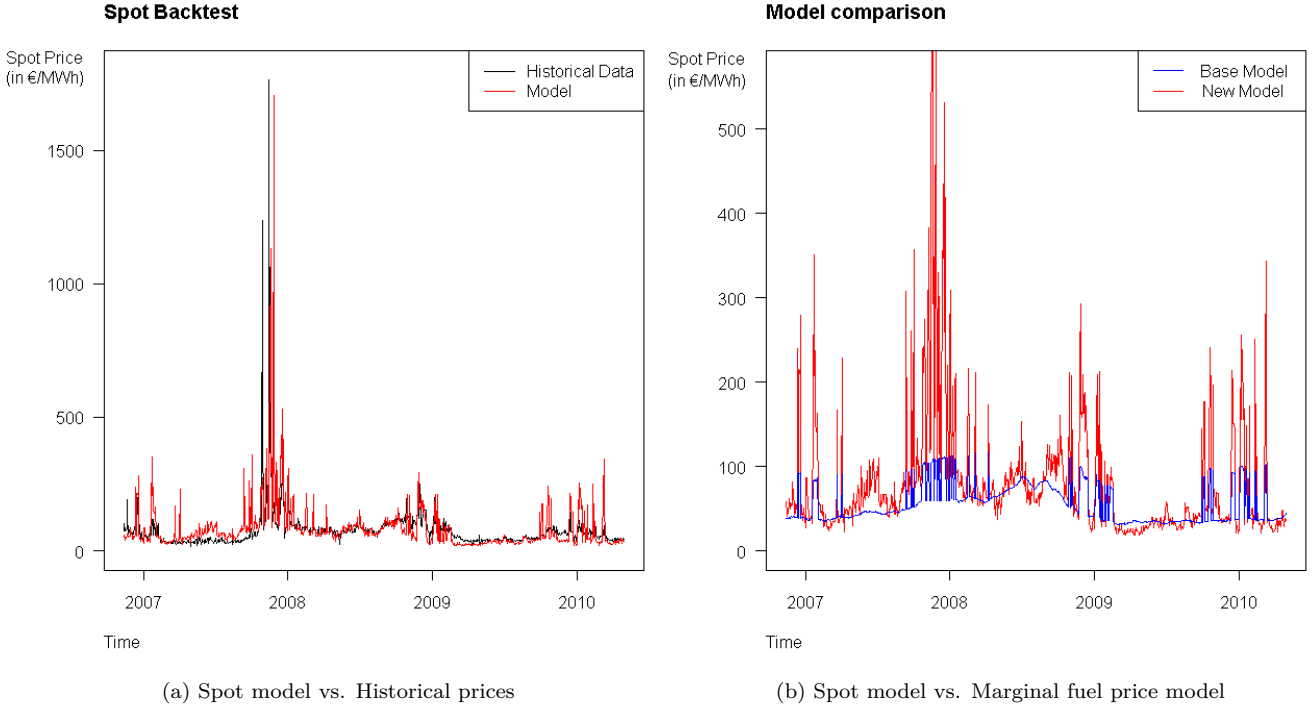 Spot Backtest
Spot Price
(in €/MWh)
Historical Data
Model
1500
1000
500
0
2007
2008
2009
2010
Time
(a) Spot model vs. Historical prices
Model comparison
Spot Price
(in €/MWh)
Base Model
New Model
500
400
300
200
100
0
2007
2008
2009
2010
Time
(b) Spot model vs. Marginal fuel price model